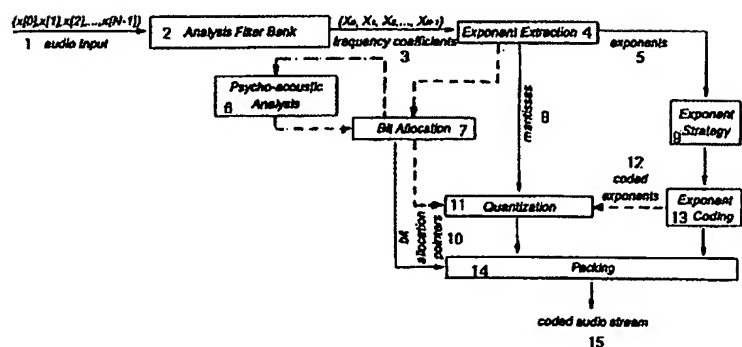 {x[0],x[1],x[2],...,x[N-1]}
1 audio input
2 Analysis Filter Bank
(X₀, X₁, X₂, ..., Xₙ₋₁)
frequency coefficients
3
Exponent Extraction 4
exponents
5
Psycho-acoustic
Analysis
6
Bit Allocation 7
mantisses
8
Exponent
Strategy
9
12
coded
exponents
11 Quantization
Exponent
13 Coding
bit
allocation
pointers
10
14 Packing
coded audio stream
15